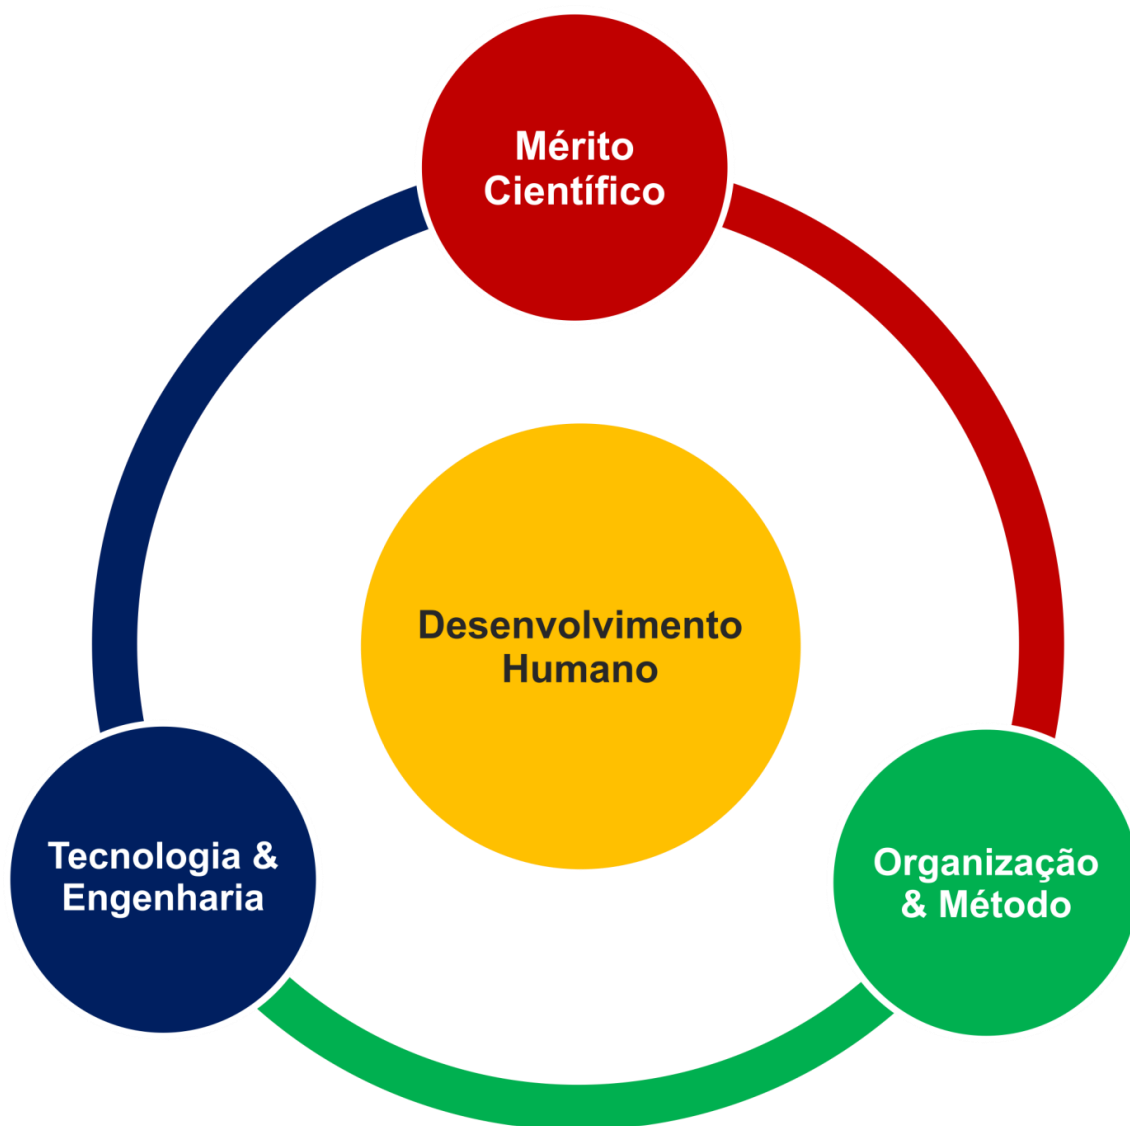 Mérito
Científico
Desenvolvimento
Humano
Tecnologia &
Engenharia
Organização
& Método